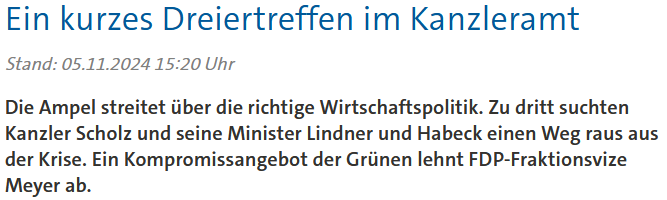 Ein kurzes Dreiertreffen im Kanzleramt
Stand: 05.11.2024 15:20 Uhr
Die Ampel streitet über die richtige Wirtschaftspolitik. Zu dritt suchten
Kanzler Scholz und seine Minister Lindner und Habeck einen Weg raus aus
der Krise. Ein Kompromissangebot der Grünen lehnt FDP-Fraktionsvize
Meyer ab.